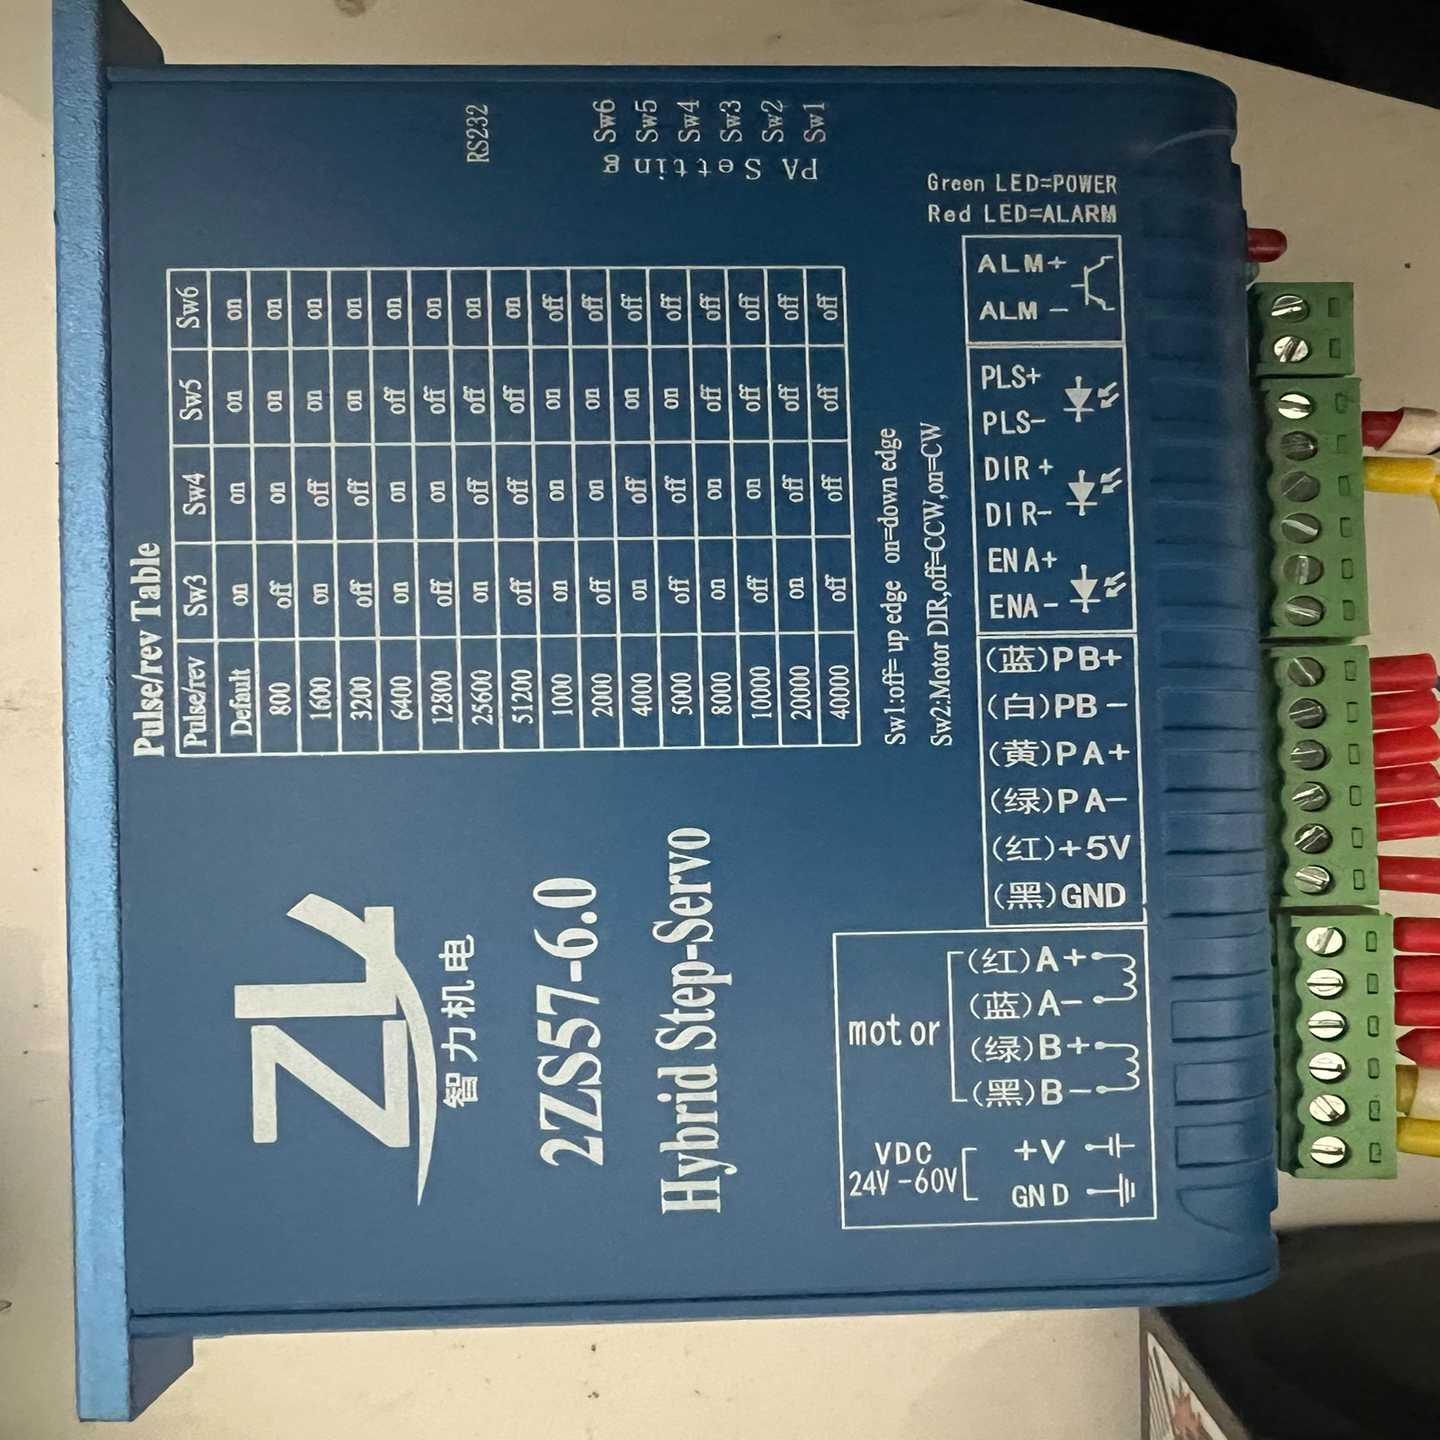 ZL
智力机电
2ZS57-6.0
Hybrid Step-Servo
Pulse/rev Table
Pulse/rev Sw3 Sw4 Sw5 Sw6
Default on on on on
800 off on on on
1600 on off on on
3200 off off on on
6400 on on off on
12800 off on off on
25600 on off off on
51200 off off off on
1000 on on on off
2000 off on on off
4000 on off on off
5000 off off on off
8000 on on off off
10000 off on off off
20000 on off off off
40000 off off off off
Sw1:off= up edge on=down edge
Sw2:Motor DIR,off=CCW,on=CW
RS232
PA Setting
Sw6
Sw5
Sw4
Sw3
Sw2
Sw1
Green LED=POWER
Red LED=ALARM
ALM+
ALM-
PLS+
PLS-
DIR+
DIR-
ENA+
ENA-
(蓝)PB+
(白)PB-
(黄)PA+
(绿)PA-
(红)+5V
(黑)GND
motor
(红)A+
(蓝)A-
(绿)B+
(黑)B-
VDC
24V-60V
+V
GND